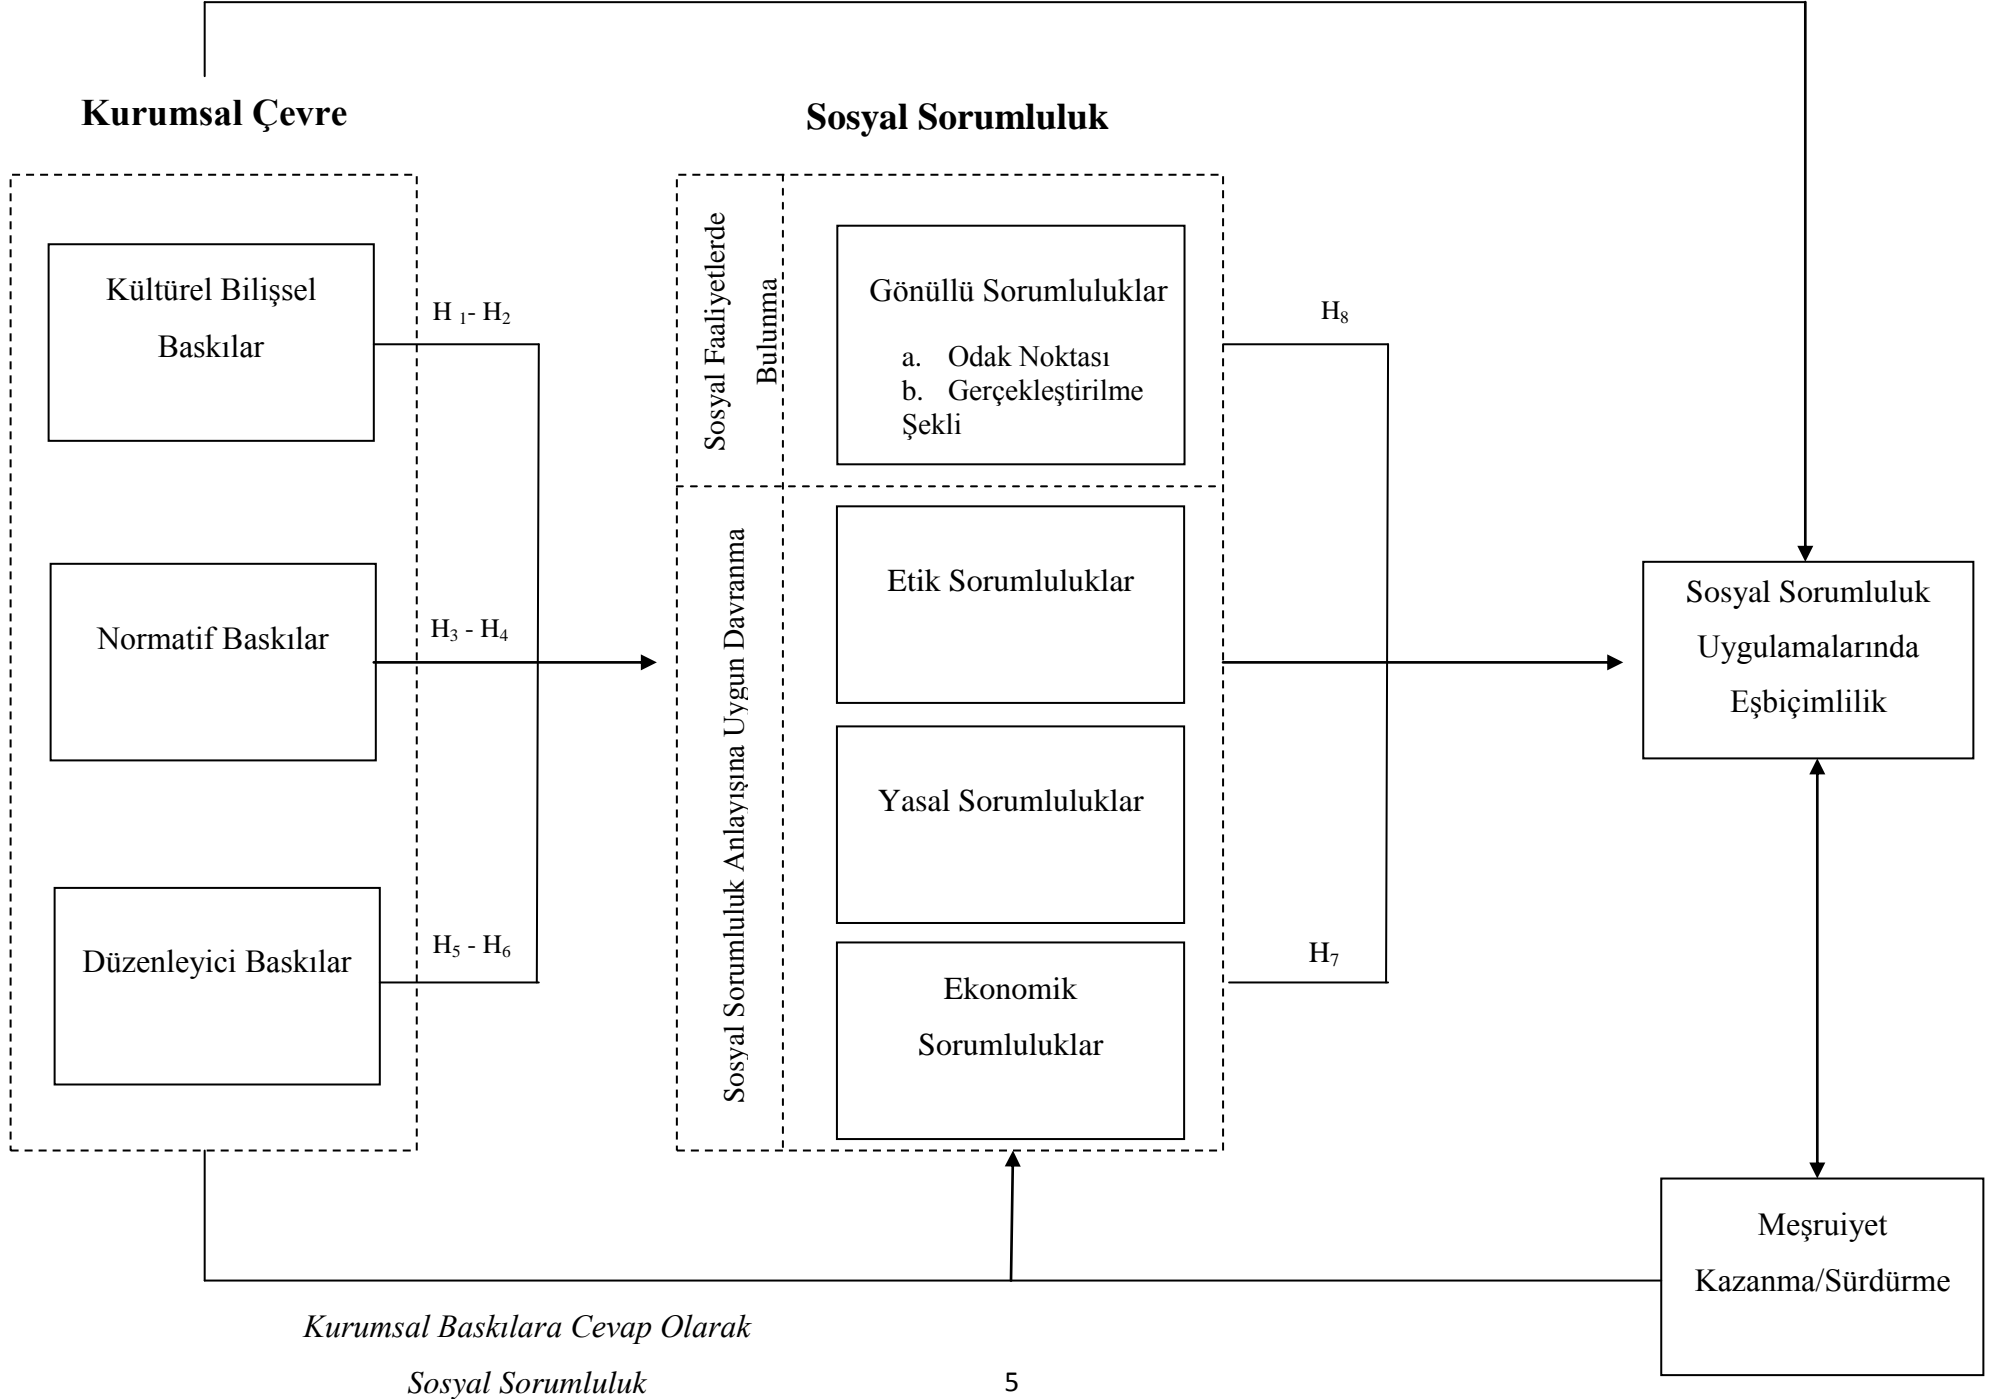 Kurumsal Çevre
Sosyal Sorumluluk
Kültürel Bilişsel
Baskılar
H 1- H2
Normatif Baskılar
H3 - H4
Düzenleyici Baskılar
H5 - H6
Sosyal Faaliyetlerde
Bulunma
Sosyal Sorumluluk Anlayışına Uygun Davranma
Gönüllü Sorumluluklar
a. Odak Noktası
b. Gerçekleştirilme
Şekli
Etik Sorumluluklar
Yasal Sorumluluklar
Ekonomik
Sorumluluklar
H8
H7
Sosyal Sorumluluk
Uygulamalarında
Eşbiçimlilik
Meşruiyet
Kazanma/Sürdürme
Kurumsal Baskılara Cevap Olarak
Sosyal Sorumluluk
5